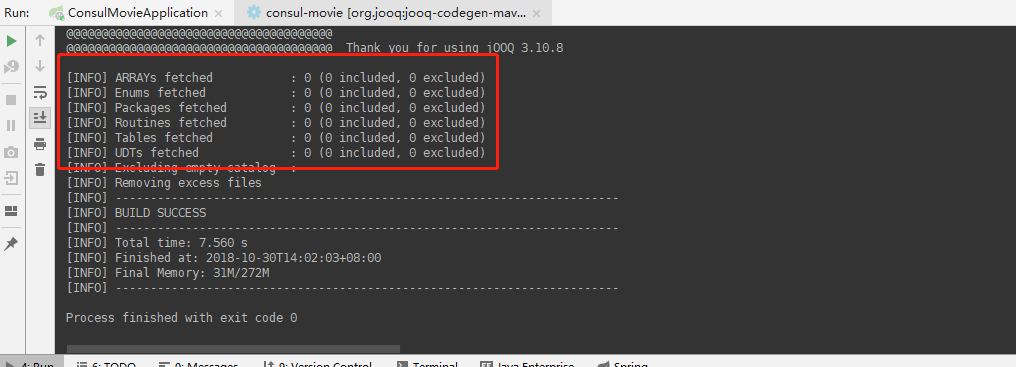 Run: ConsulMovieApplication × consul-movie [org.jooq:jooq-codegen-mav... ×
@@@@@@@@@@@@@@@@@@@@@@@@@@@@@@@@@@@@@@
@@@@@@@@@@@@@@@@@@@@@@@@@@@@@@@@@@@@@@  Thank you for using jOOQ 3.10.8
[INFO] ARRAYs fetched           : 0 (0 included, 0 excluded)
[INFO] Enums fetched            : 0 (0 included, 0 excluded)
[INFO] Packages fetched         : 0 (0 included, 0 excluded)
[INFO] Routines fetched         : 0 (0 included, 0 excluded)
[INFO] Tables fetched           : 0 (0 included, 0 excluded)
[INFO] UDTs fetched             : 0 (0 included, 0 excluded)
[INFO] Excluding empty catalog  :
[INFO] Removing excess files
[INFO] ------------------------------------------------------------------------
[INFO] BUILD SUCCESS
[INFO] ------------------------------------------------------------------------
[INFO] Total time: 7.560 s
[INFO] Finished at: 2018-10-30T14:02:03+08:00
[INFO] Final Memory: 31M/272M
[INFO] ------------------------------------------------------------------------
Process finished with exit code 0
4: Run 6: TODO 0: Messages 9: Version Control Terminal Java Enterprise Spring